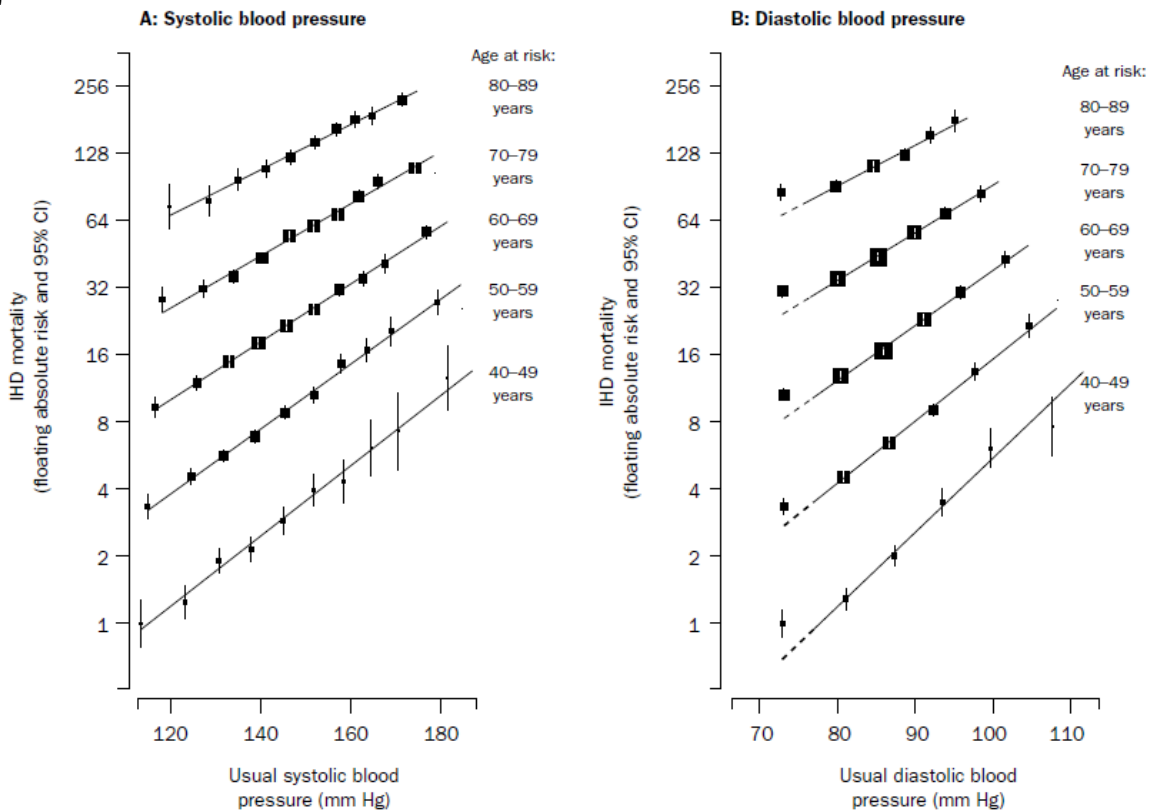 A: Systolic blood pressure
Age at risk:
80–89
years
70–79
years
60–69
years
50–59
years
40–49
years
256
128
64
32
16
8
4
2
1
IHD mortality
(floating absolute risk and 95% CI)
120 140 160 180
Usual systolic blood
pressure (mm Hg)
B: Diastolic blood pressure
Age at risk:
80–89
years
70–79
years
60–69
years
50–59
years
40–49
years
256
128
64
32
16
8
4
2
1
IHD mortality
(floating absolute risk and 95% CI)
70 80 90 100 110
Usual diastolic blood
pressure (mm Hg)